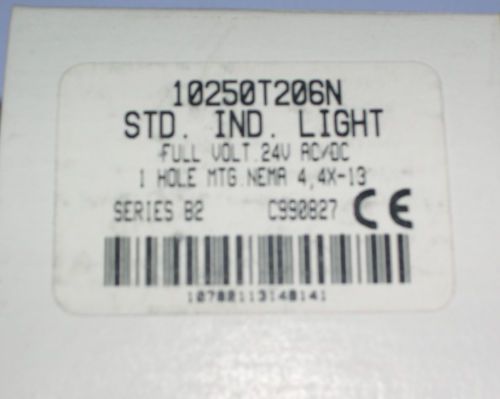 10250T206N
STD. IND. LIGHT
FULL VOLT.24V AC/DC
1 HOLE MTG.NEMA 4,4X-13
SERIES B2 C990827 CE
10788113148141